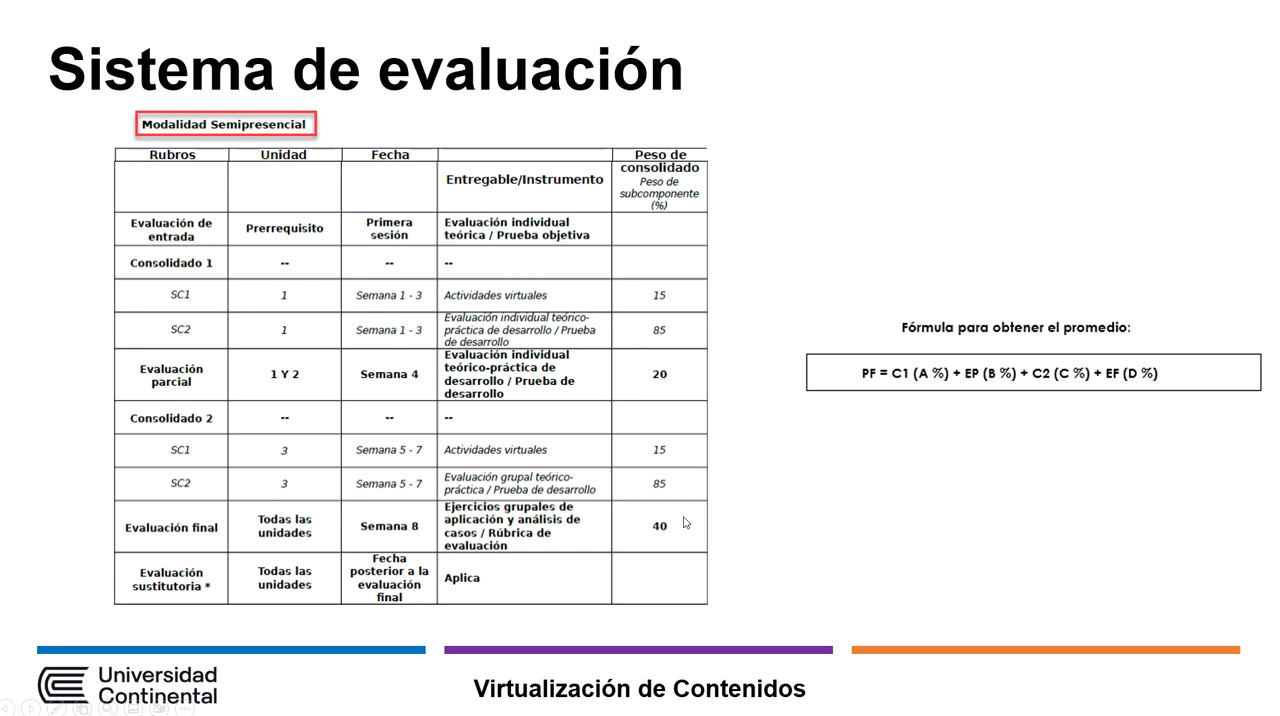 Sistema de evaluación
Modalidad Semipresencial
Rubros Unidad Fecha Peso de
consolidado
Entregable/Instrumento
Peso de
subcomponente
(%)
Evaluación de
entrada
Prerrequisito
Primera
sesión
Evaluación individual
teórica / Prueba objetiva
Consolidado 1 -- -- --
SC1 1 Semana 1 - 3 Actividades virtuales 15
SC2 1 Semana 1 - 3
Evaluación individual teórico-
práctica de desarrollo / Prueba
de desarrollo
85
Evaluación
parcial
1 Y 2 Semana 4
Evaluación individual
teórico-práctica de
desarrollo / Prueba de
desarrollo
20
Consolidado 2 -- -- --
SC1 3 Semana 5 - 7 Actividades virtuales 15
SC2 3 Semana 5 - 7
Evaluación grupal teórico-
práctica / Prueba de desarrollo
85
Evaluación final
Todas las
unidades
Semana 8
Ejercicios grupales de
aplicación y análisis de
casos / Rúbrica de
evaluación
40
Evaluación
sustitutoria *
Todas las
unidades
Fecha
posterior a la
evaluación
final
Aplica
Fórmula para obtener el promedio:
PF = C1 (A %) + EP (B %) + C2 (C %) + EF (D %)
Universidad
Continental
Virtualización de Contenidos